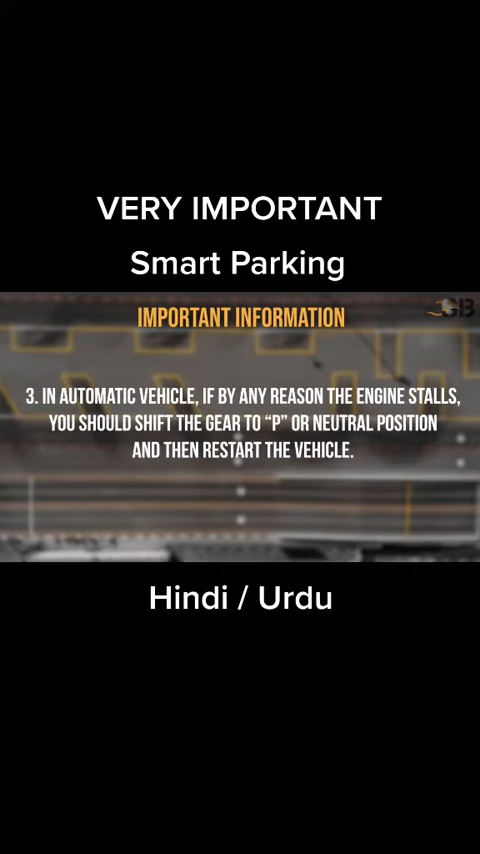 VERY IMPORTANT
Smart Parking
GIB
IMPORTANT INFORMATION
3. IN AUTOMATIC VEHICLE, IF BY ANY REASON THE ENGINE STALLS,
YOU SHOULD SHIFT THE GEAR TO “P” OR NEUTRAL POSITION
AND THEN RESTART THE VEHICLE.
Hindi / Urdu